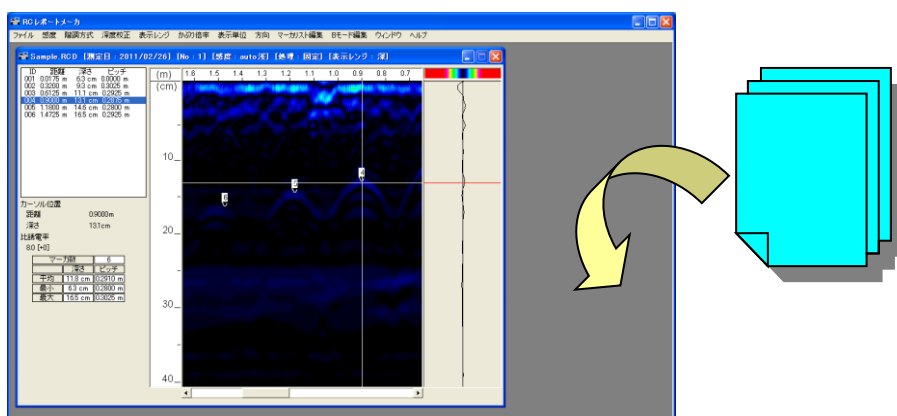 RCレポートメーカ
ファイル 感度 階調方式 深度校正 表示レンジ かぶり倍率 表示単位 方向 マーカリスト編集 Bモード編集 ウィンドウ ヘルプ
Sample.RCD [測定日:2011/02/26] [No:1] [感度:auto浅] [処理:固定] [表示レンジ:深]
ID 距離 深さ ピッチ
001 0.0175 m 6.3 cm 0.0000 m
002 0.3200 m 9.3 cm 0.3025 m
003 0.6125 m 11.1 cm 0.2925 m
004 0.9000 m 13.1 cm 0.2875 m
005 1.1800 m 14.6 cm 0.2800 m
006 1.4725 m 16.5 cm 0.2925 m
カーソル位置
距離 0.9000m
深さ 13.1cm
比誘電率
8.0 [+0]
マーカ数 6
深さ ピッチ
平均 11.8 cm 0.2910 m
最小 6.3 cm 0.2800 m
最大 16.5 cm 0.3025 m
(m) 1.6 1.5 1.4 1.3 1.2 1.1 1.0 0.9 0.8 0.7
(cm)
10
4
5
6
20
30
40